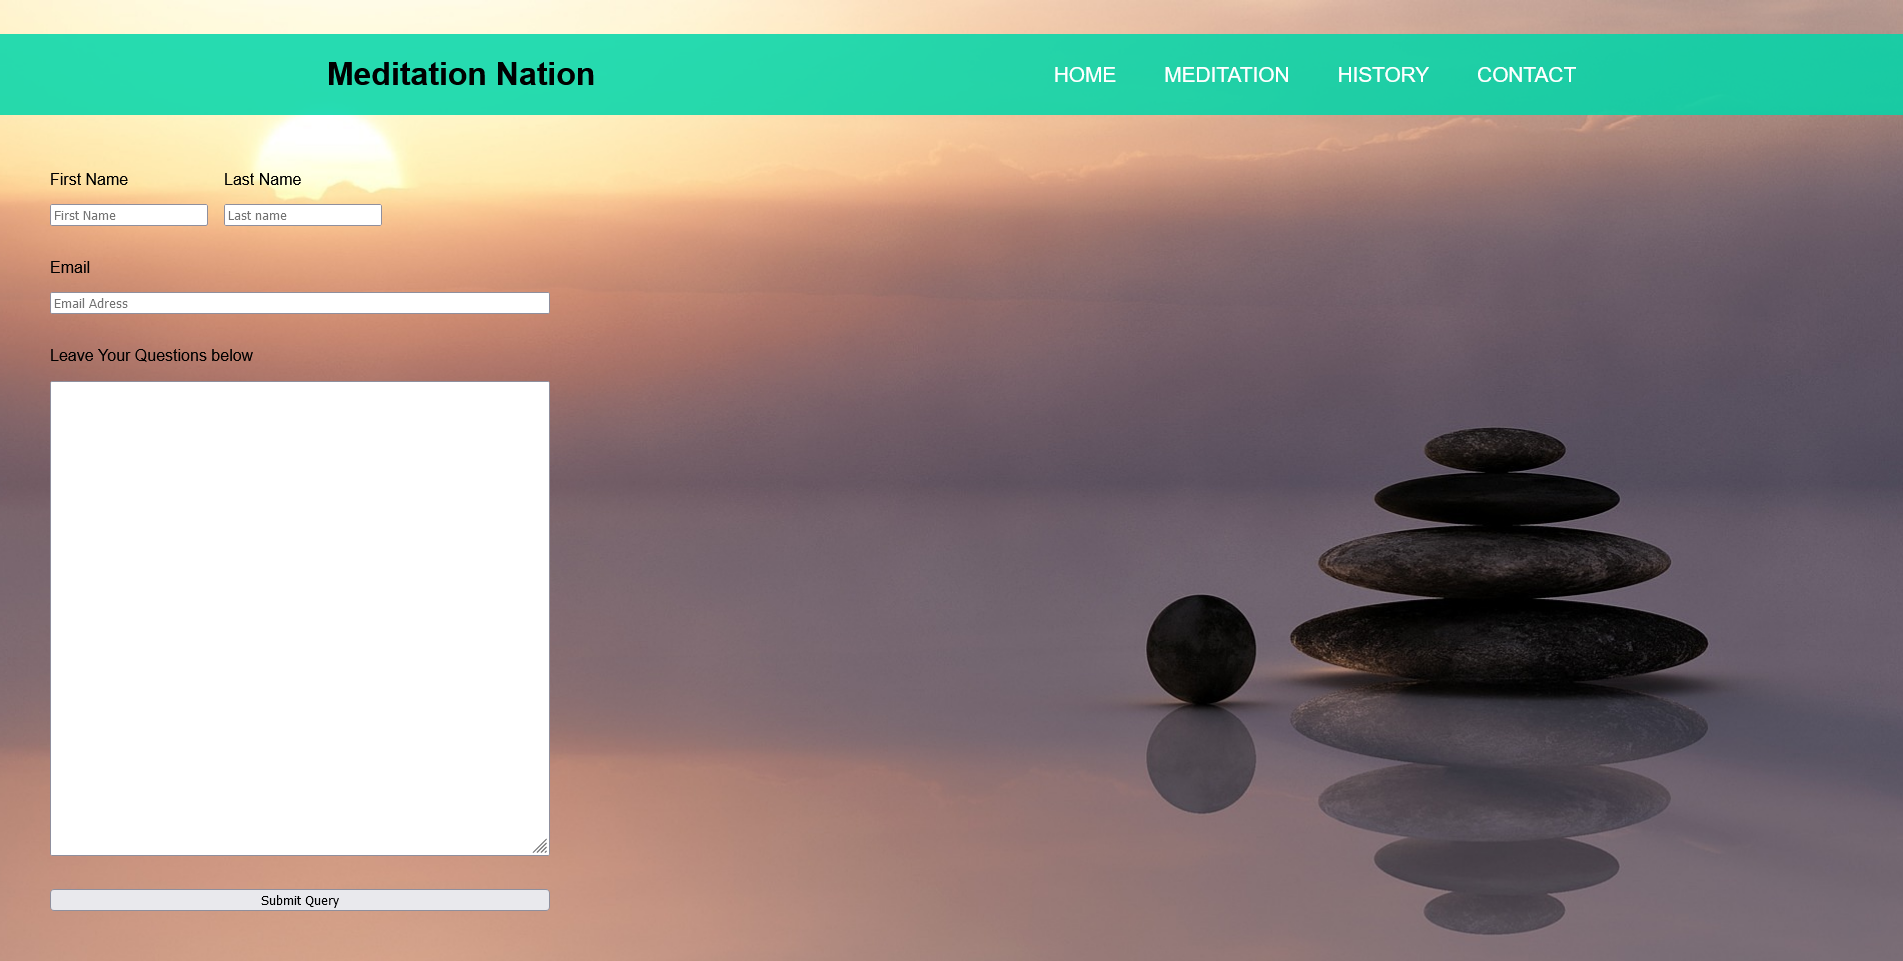 Meditation Nation HOME MEDITATION HISTORY CONTACT
First Name Last Name
First Name Last name
Email
Email Adress
Leave Your Questions below
Submit Query